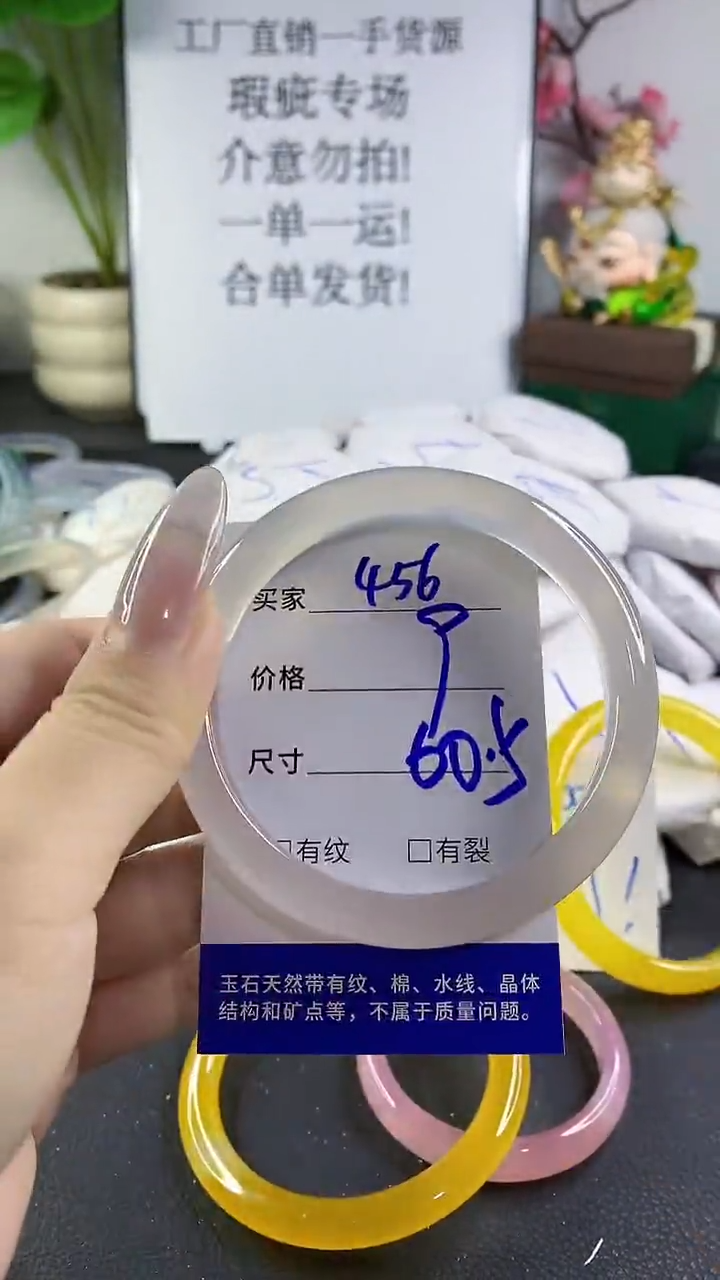 工厂直销一手货源
瑕疵专场
介意勿拍!
一单一运!
合单发货!
买家 456
价格
尺寸 60.5
□有纹 □有裂
玉石天然带有纹、棉、水线、晶体
结构和矿点等，不属于质量问题。